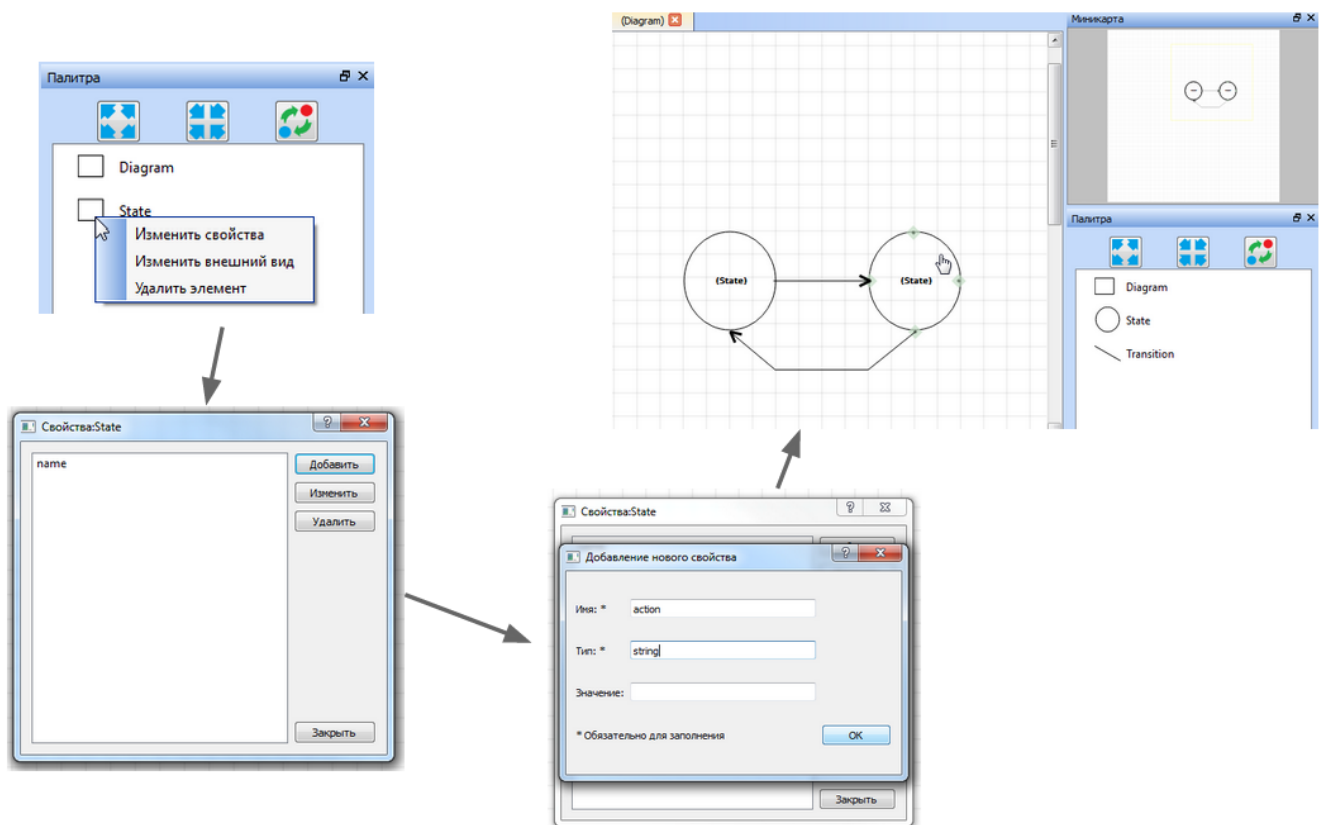 Палитра
Diagram
State
Изменить свойства
Изменить внешний вид
Удалить элемент
Свойства:State
name
Добавить
Изменить
Удалить
Закрыть
Свойства:State
Добавление нового свойства
Имя: * action
Тип: * string
Значение:
* Обязательно для заполнения OK
Закрыть
(Diagram)
(State) (State)
Миникарта
Палитра
Diagram
State
Transition